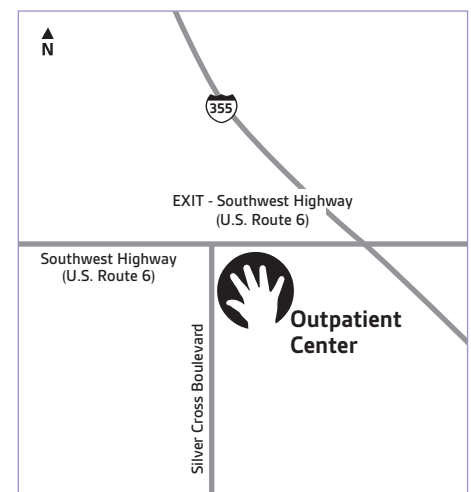 N
355
EXIT - Southwest Highway
(U.S. Route 6)
Southwest Highway
(U.S. Route 6)
Outpatient
Center
Silver Cross Boulevard